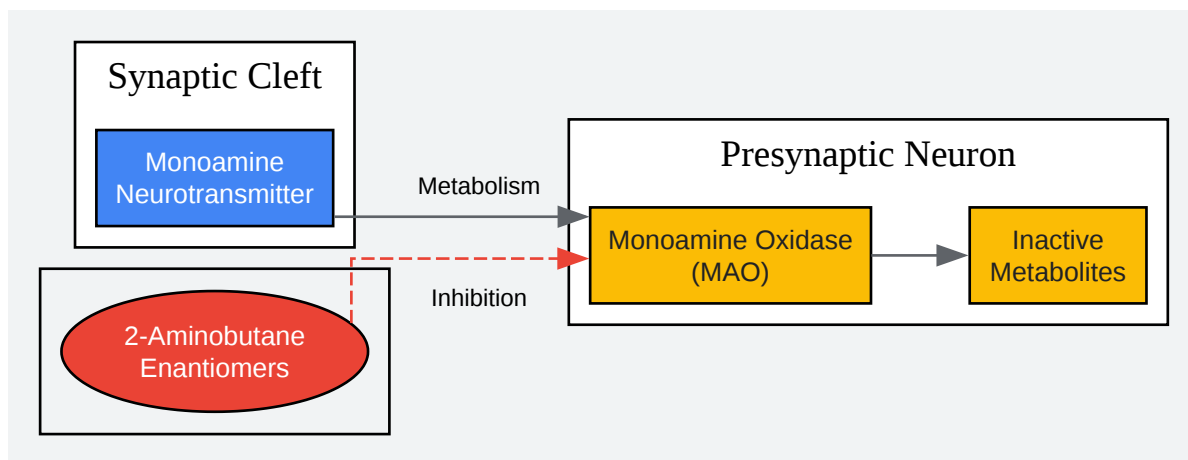 Synaptic Cleft
Monoamine
Neurotransmitter
Metabolism
Presynaptic Neuron
Monoamine Oxidase
(MAO)
Inactive
Metabolites
Inhibition
2-Aminobutane
Enantiomers